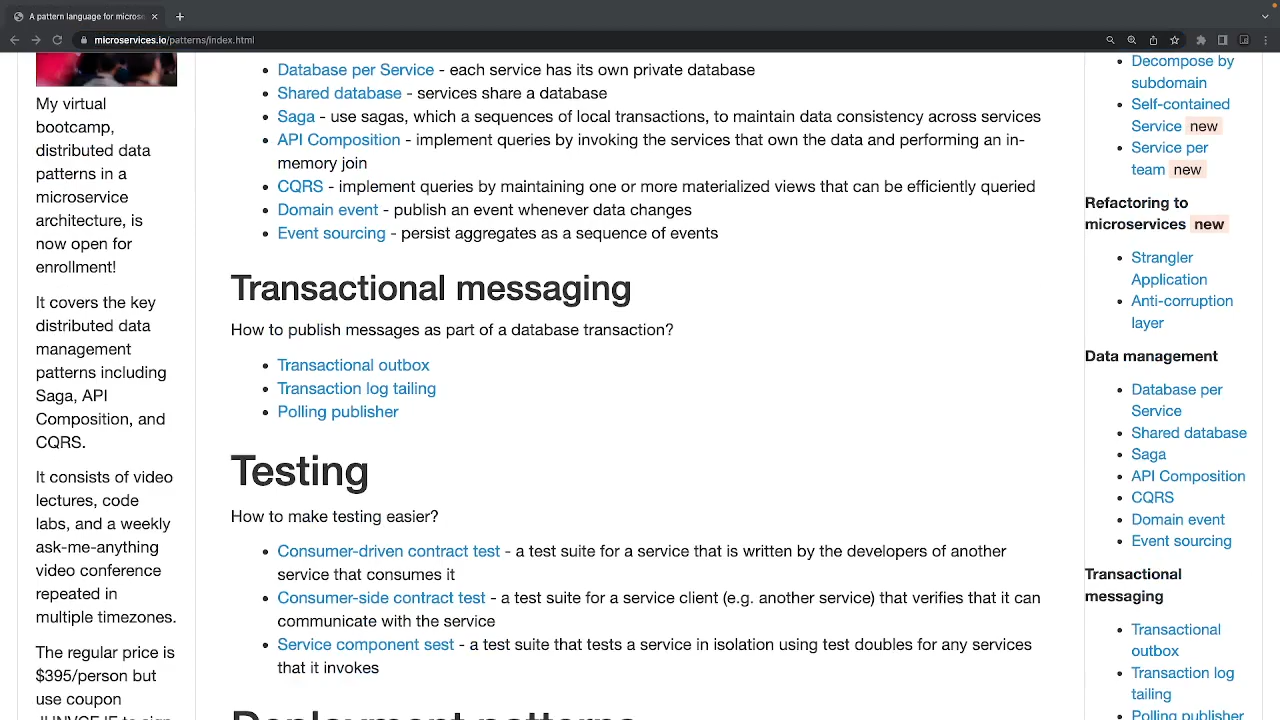 A pattern language for micros
microservices.io/patterns/index.html
My virtual
bootcamp,
distributed data
patterns in a
microservice
architecture, is
now open for
enrollment!
It covers the key
distributed data
management
patterns including
Saga, API
Composition, and
CQRS.
It consists of video
lectures, code
labs, and a weekly
ask-me-anything
video conference
repeated in
multiple timezones.
The regular price is
$395/person but
use coupon
Database per Service - each service has its own private database
Shared database - services share a database
Saga - use sagas, which a sequences of local transactions, to maintain data consistency across services
API Composition - implement queries by invoking the services that own the data and performing an in-
memory join
CQRS - implement queries by maintaining one or more materialized views that can be efficiently queried
Domain event - publish an event whenever data changes
Event sourcing - persist aggregates as a sequence of events
Transactional messaging
How to publish messages as part of a database transaction?
Transactional outbox
Transaction log tailing
Polling publisher
Testing
How to make testing easier?
Consumer-driven contract test - a test suite for a service that is written by the developers of another
service that consumes it
Consumer-side contract test - a test suite for a service client (e.g. another service) that verifies that it can
communicate with the service
Service component sest - a test suite that tests a service in isolation using test doubles for any services
that it invokes
Deployment patterns
Decompose by
subdomain
Self-contained
Service new
Service per
team new
Refactoring to
microservices new
Strangler
Application
Anti-corruption
layer
Data management
Database per
Service
Shared database
Saga
API Composition
CQRS
Domain event
Event sourcing
Transactional
messaging
Transactional
outbox
Transaction log
tailing
Polling publisher